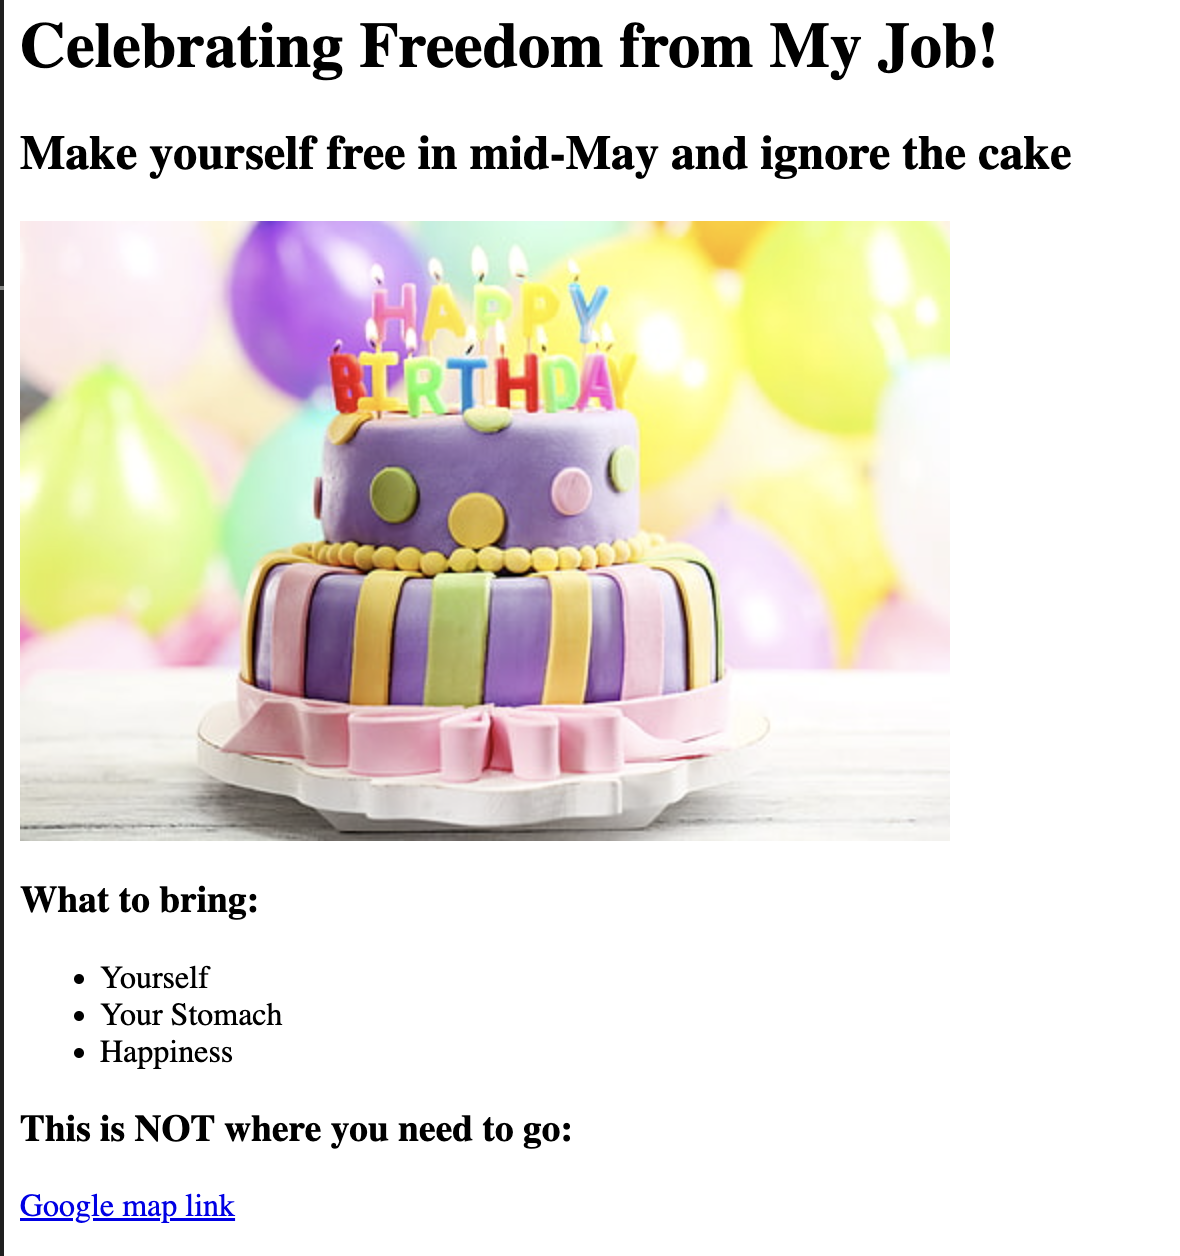 Celebrating Freedom from My Job!
Make yourself free in mid-May and ignore the cake
HAPPY
BIRTHDAY
What to bring:
Yourself
Your Stomach
Happiness
This is NOT where you need to go:
Google map link